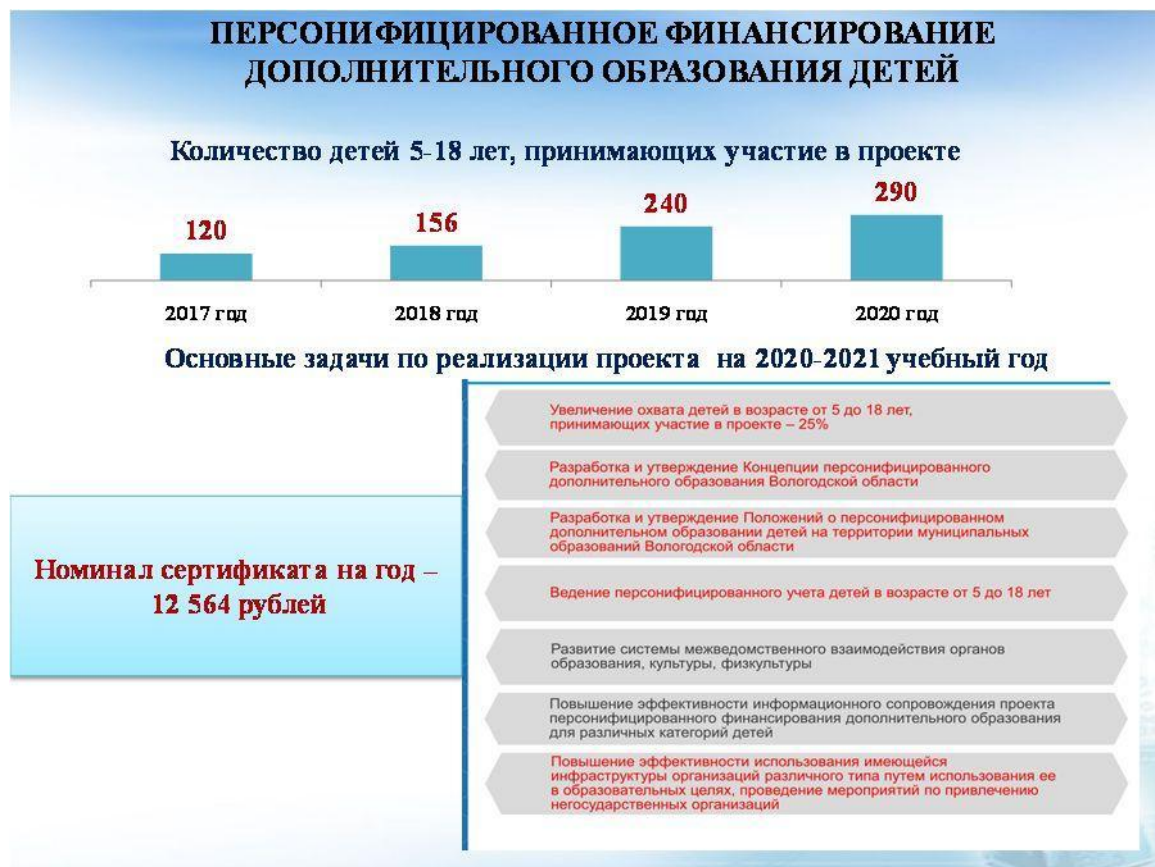 ПЕРСОНИФИЦИРОВАННОЕ ФИНАНСИРОВАНИЕ
ДОПОЛНИТЕЛЬНОГО ОБРАЗОВАНИЯ ДЕТЕЙ
Количество детей 5-18 лет, принимающих участие в проекте
120
156
240
290
2017 год
2018 год
2019 год
2020 год
Основные задачи по реализации проекта на 2020-2021 учебный год
Номинал сертификата на год –
12 564 рублей
Увеличение охвата детей в возрасте от 5 до 18 лет,
принимающих участие в проекте – 25%
Разработка и утверждение Концепции персонифицированного
дополнительного образования Вологодской области
Разработка и утверждение Положений о персонифицированном
дополнительном образовании детей на территории муниципальных
образований Вологодской области
Ведение персонифицированного учета детей в возрасте от 5 до 18 лет
Развитие системы межведомственного взаимодействия органов
образования, культуры, физкультуры
Повышение эффективности информационного сопровождения проекта
персонифицированного финансирования дополнительного образования
для различных категорий детей
Повышение эффективности использования имеющейся
инфраструктуры организаций различного типа путем использования ее
в образовательных целях, проведение мероприятий по привлечению
негосударственных организаций